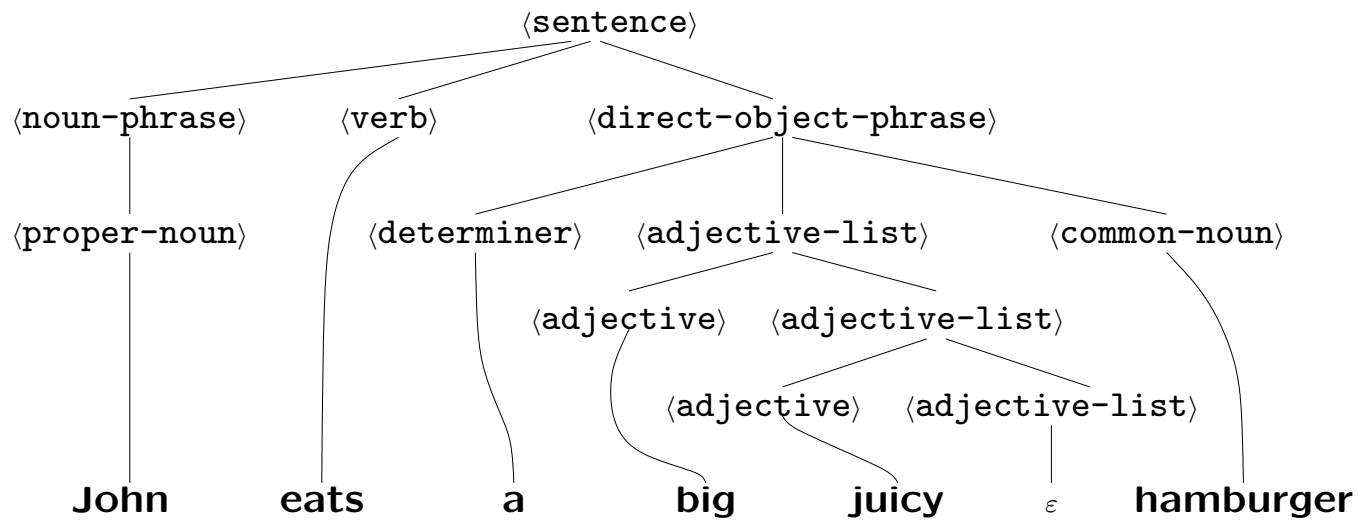 ⟨sentence⟩
⟨noun-phrase⟩ ⟨verb⟩ ⟨direct-object-phrase⟩
⟨proper-noun⟩ ⟨determiner⟩ ⟨adjective-list⟩ ⟨common-noun⟩
⟨adjective⟩ ⟨adjective-list⟩
⟨adjective⟩ ⟨adjective-list⟩
John eats a big juicy ε hamburger